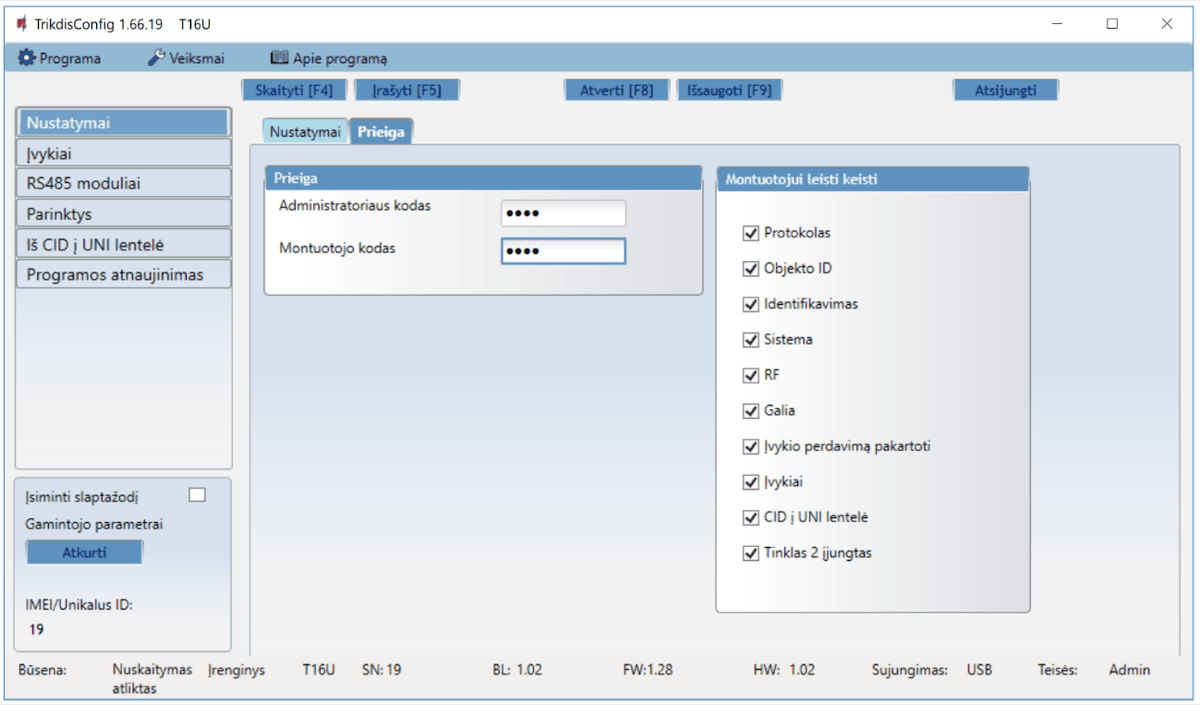 TrikdisConfig 1.66.19 T16U
Programa Veiksmai Apie programą
Skaityti [F4] Įrašyti [F5] Atverti [F8] Išsaugoti [F9] Atsijungti
Nustatymai
Įvykiai
RS485 moduliai
Parinktys
Iš CID į UNI lentelė
Programos atnaujinimas
Nustatymai Prieiga
Prieiga
Administratoriaus kodas ●●●●
Montuotojo kodas ●●●●
Montuotojui leisti keisti
Protokolas
Objekto ID
Identifikavimas
Sistema
RF
Galia
Įvykio perdavimą pakartoti
Įvykiai
CID į UNI lentelė
Tinklas 2 įjungtas
Įsiminti slaptažodį
Gamintojo parametrai
Atkurti
IMEI/Unikalus ID:
19
Būsena: Nuskaitymas Įrenginys T16U SN: 19 BL: 1.02 FW:1.28 HW: 1.02 Sujungimas: USB Teisės: Admin
atliktas